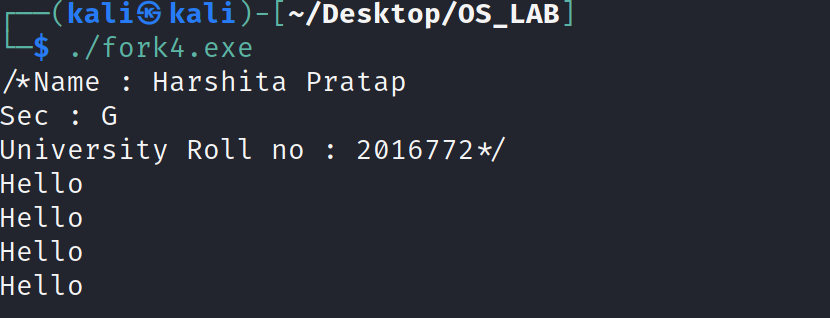 ┌──(kali㉿kali)-[~/Desktop/OS_LAB]
└─$ ./fork4.exe
/*Name : Harshita Pratap
Sec : G
University Roll no : 2016772*/
Hello
Hello
Hello
Hello